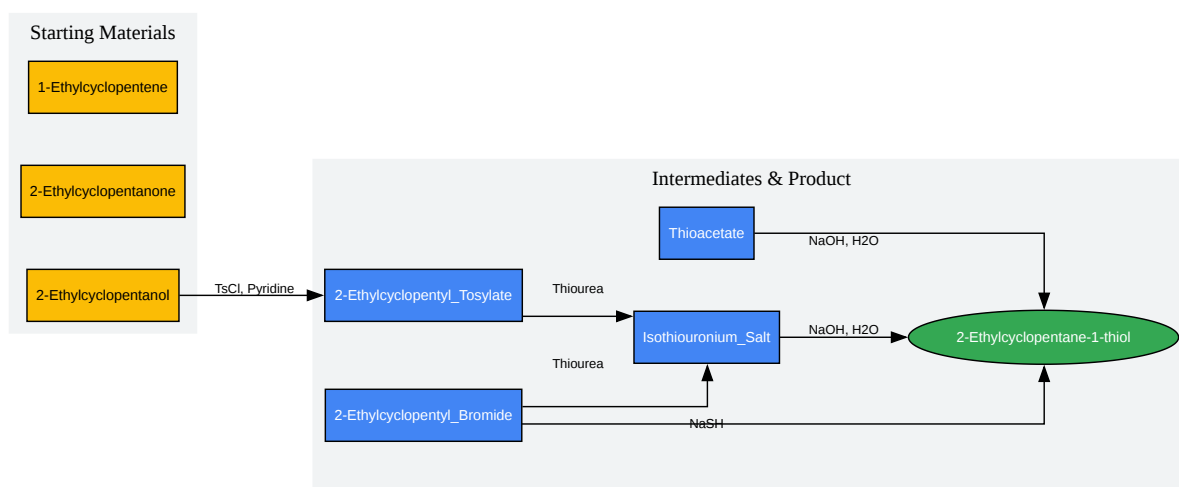 Starting Materials
1-Ethylcyclopentene
2-Ethylcyclopentanone
2-Ethylcyclopentanol
TsCl, Pyridine
Intermediates & Product
Thioacetate
NaOH, H2O
2-Ethylcyclopentyl_Tosylate
Thiourea
Isothiouronium_Salt
NaOH, H2O
2-Ethylcyclopentane-1-thiol
Thiourea
2-Ethylcyclopentyl_Bromide
NaSH